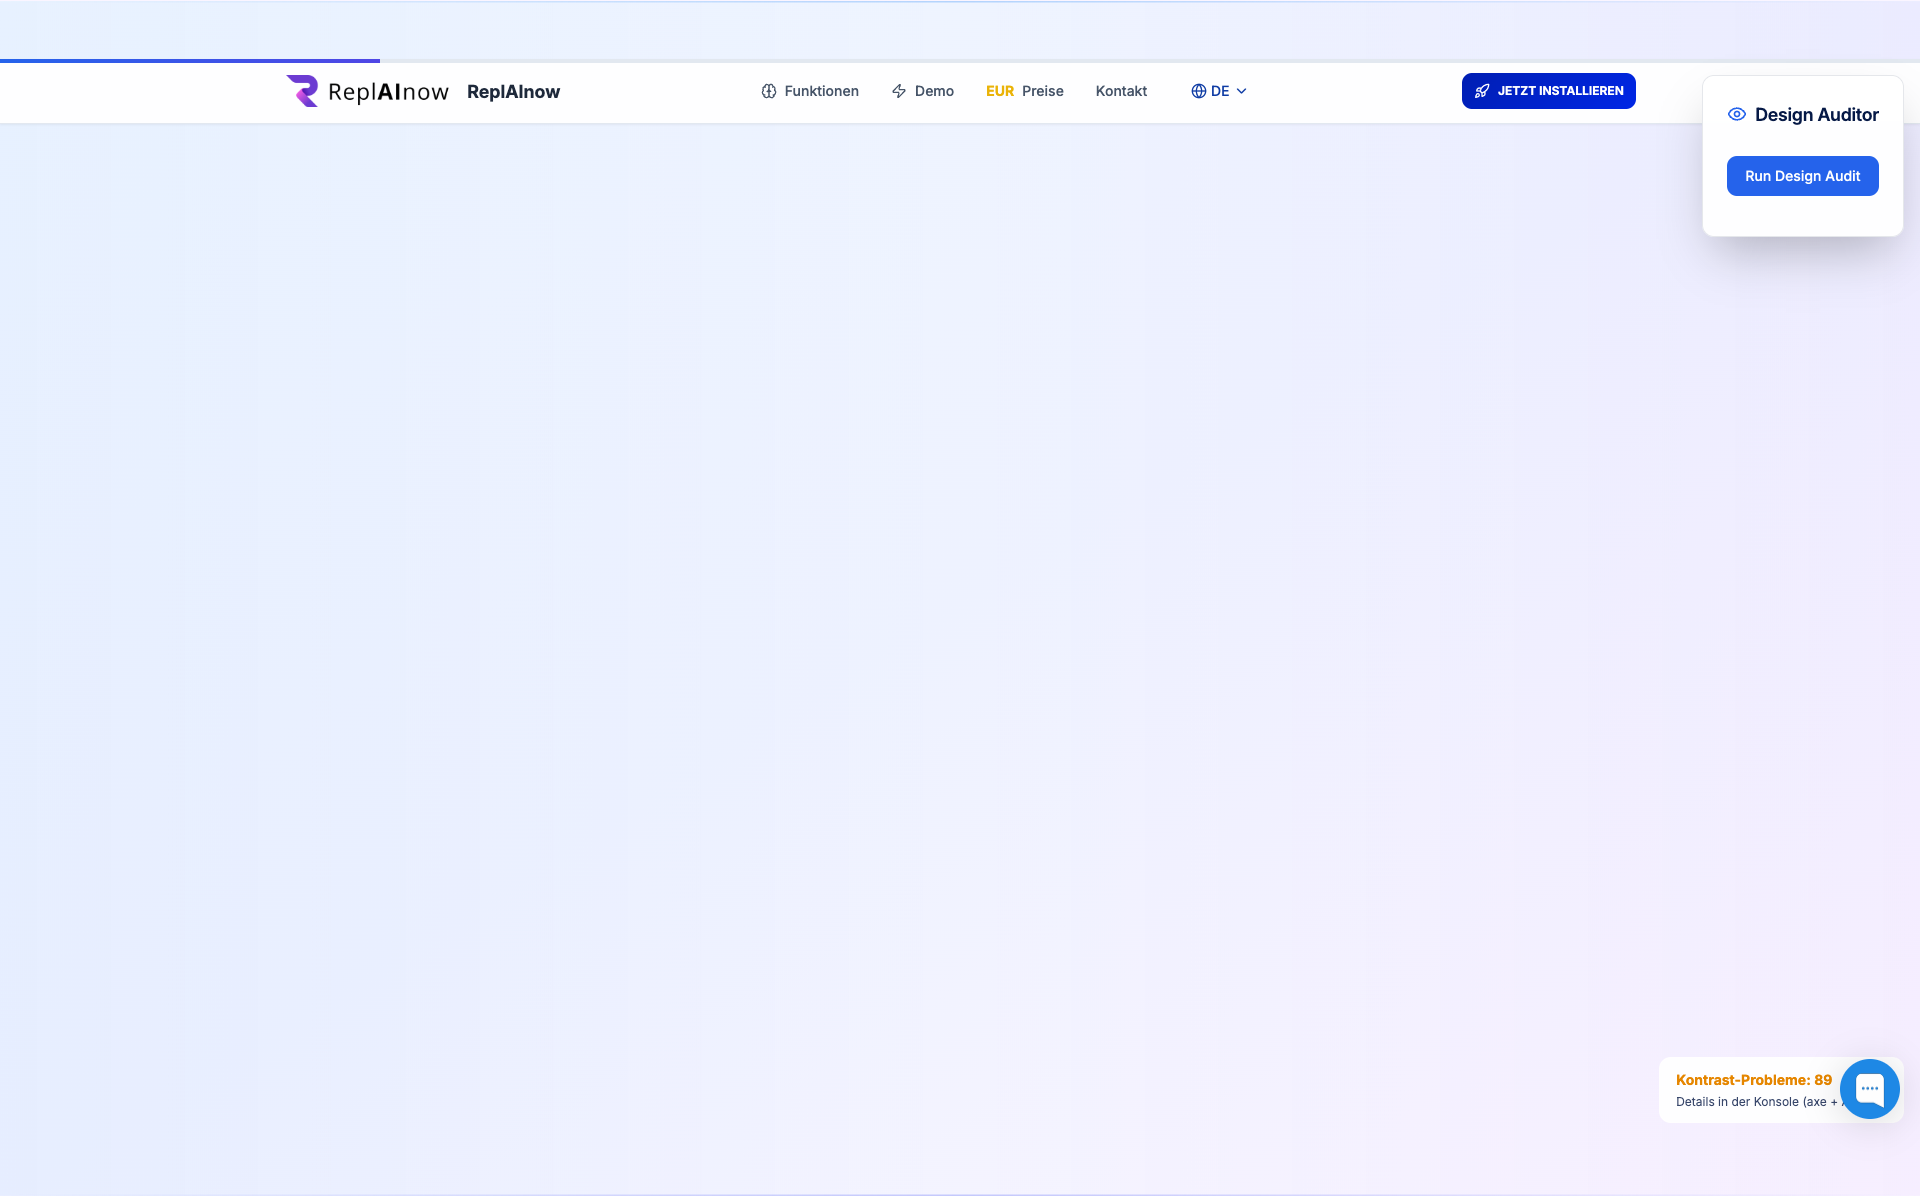 ReplAInow
ReplAInow
Funktionen
Demo
EUR Preise
Kontakt
DE
JETZT INSTALLIEREN
Design Auditor
Run Design Audit
Kontrast-Probleme: 89
Details in der Konsole (axe +